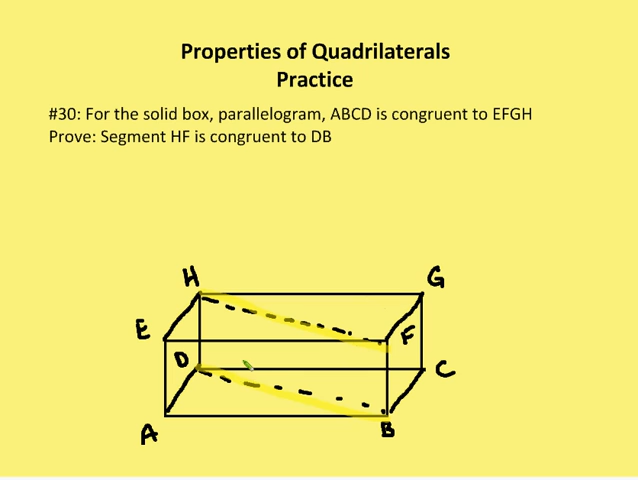 Properties of Quadrilaterals
Practice
#30: For the solid box, parallelogram, ABCD is congruent to EFGH
Prove: Segment HF is congruent to DB
H
G
E
F
D
C
A
B